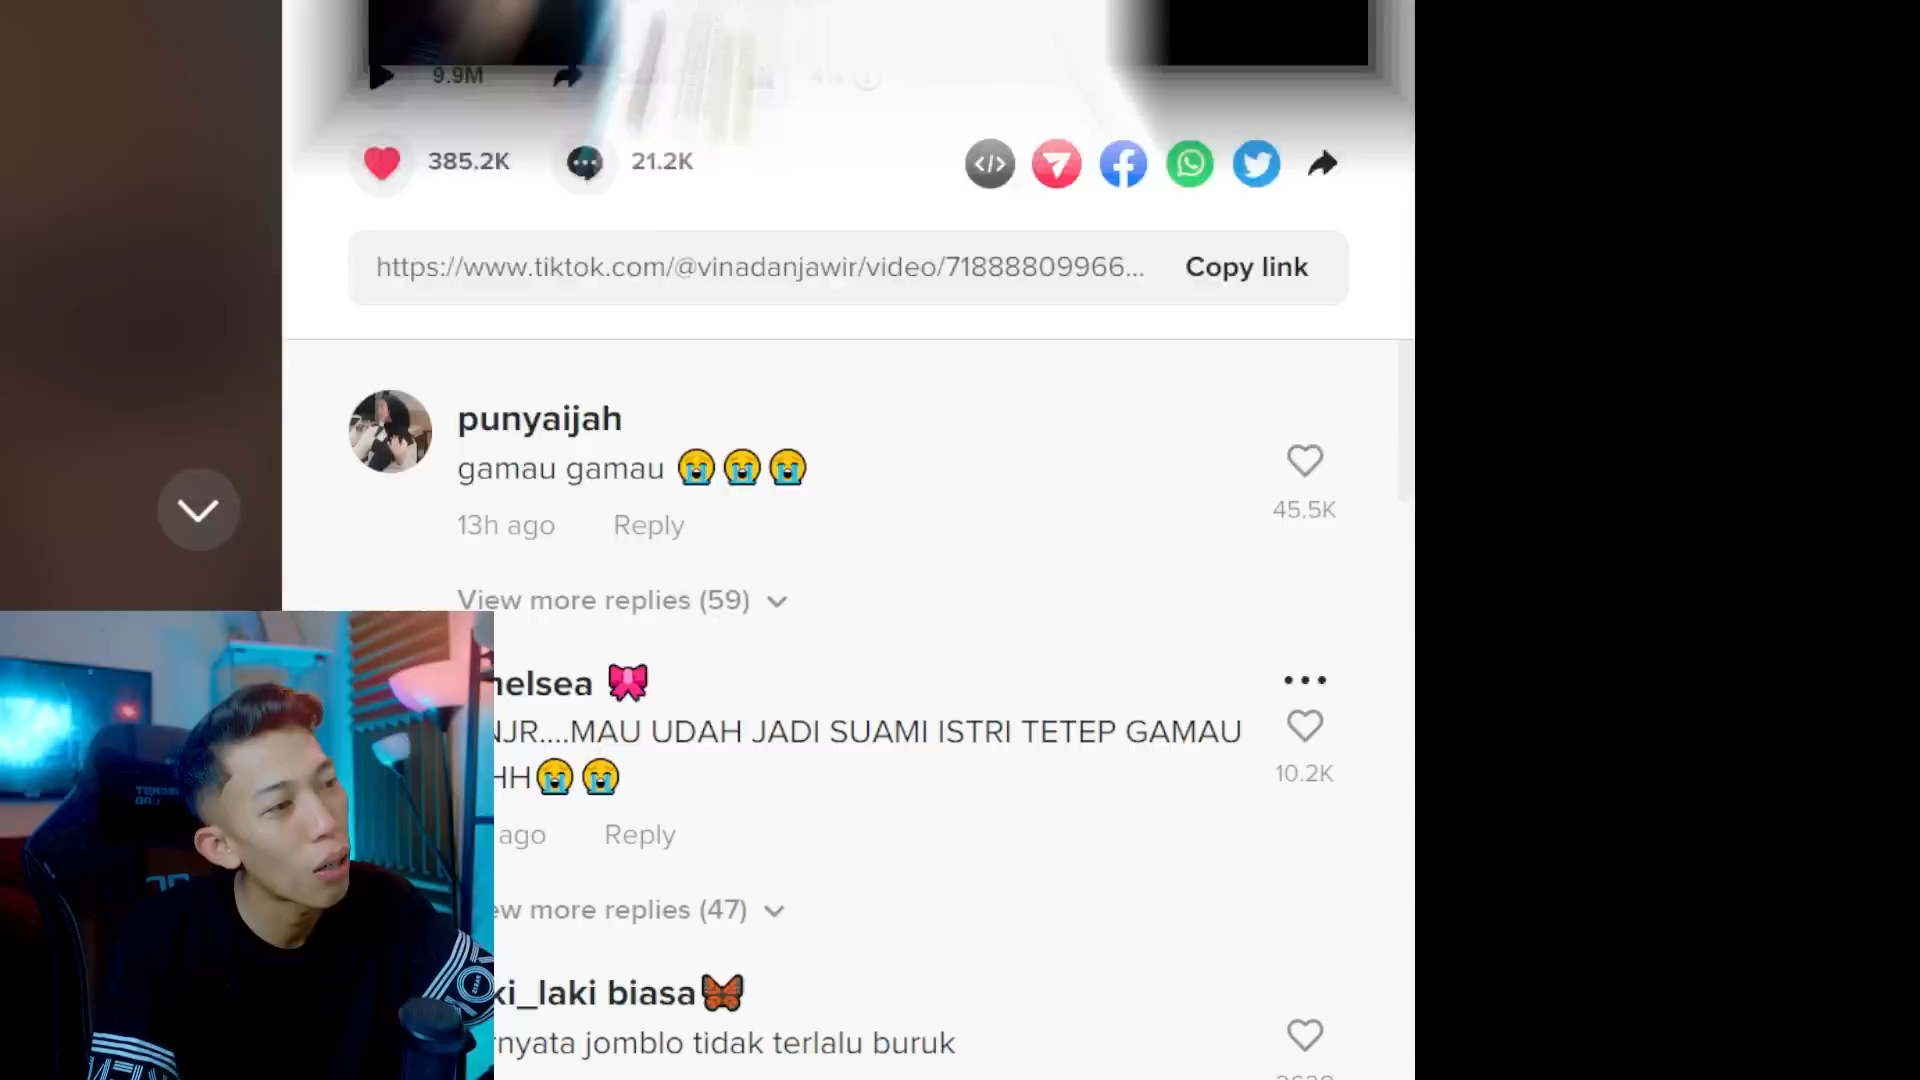 9.9M
385.2K 21.2K
https://www.tiktok.com/@vinadanjawir/video/71888809966... Copy link
punyaijah
gamau gamau 😭😭😭
45.5K
13h ago Reply
View more replies (59)
helsea 🎀
NJR....MAU UDAH JADI SUAMI ISTRI TETEP GAMAU
HH😭😭
10.2K
ago Reply
ew more replies (47)
ki_laki biasa🦋
rnyata jomblo tidak terlalu buruk